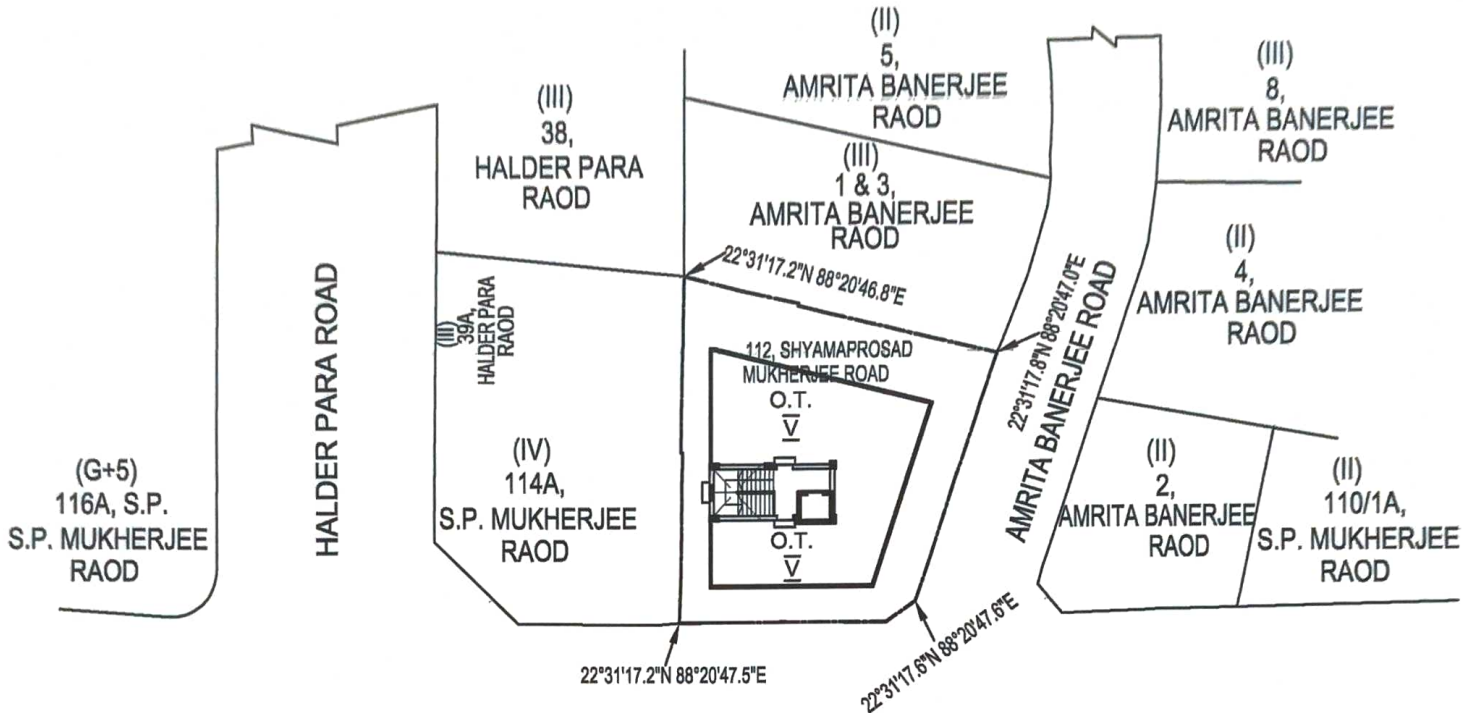 (II)
5,
AMRITA BANERJEE
RAOD
(III)
8,
AMRITA BANERJEE
RAOD
(III)
38,
HALDER PARA
RAOD
(III)
1 & 3,
AMRITA BANERJEE
RAOD
22°31'17.2"N 88°20'46.8"E
(II)
4,
AMRITA BANERJEE
RAOD
HALDER PARA ROAD
(III)
39A,
HALDER PARA
RAOD
112, SHYAMAPROSAD
MUKHERJEE ROAD
O.T.
V
22°31'17.8"N 88°20'47.0"E
AMRITA BANERJEE ROAD
(G+5)
116A, S.P.
S.P. MUKHERJEE
RAOD
(IV)
114A,
S.P. MUKHERJEE
RAOD
O.T.
V
(II)
2,
AMRITA BANERJEE
RAOD
(II)
110/1A,
S.P. MUKHERJEE
RAOD
22°31'17.2"N 88°20'47.5"E
22°31'17.6"N 88°20'47.6"E